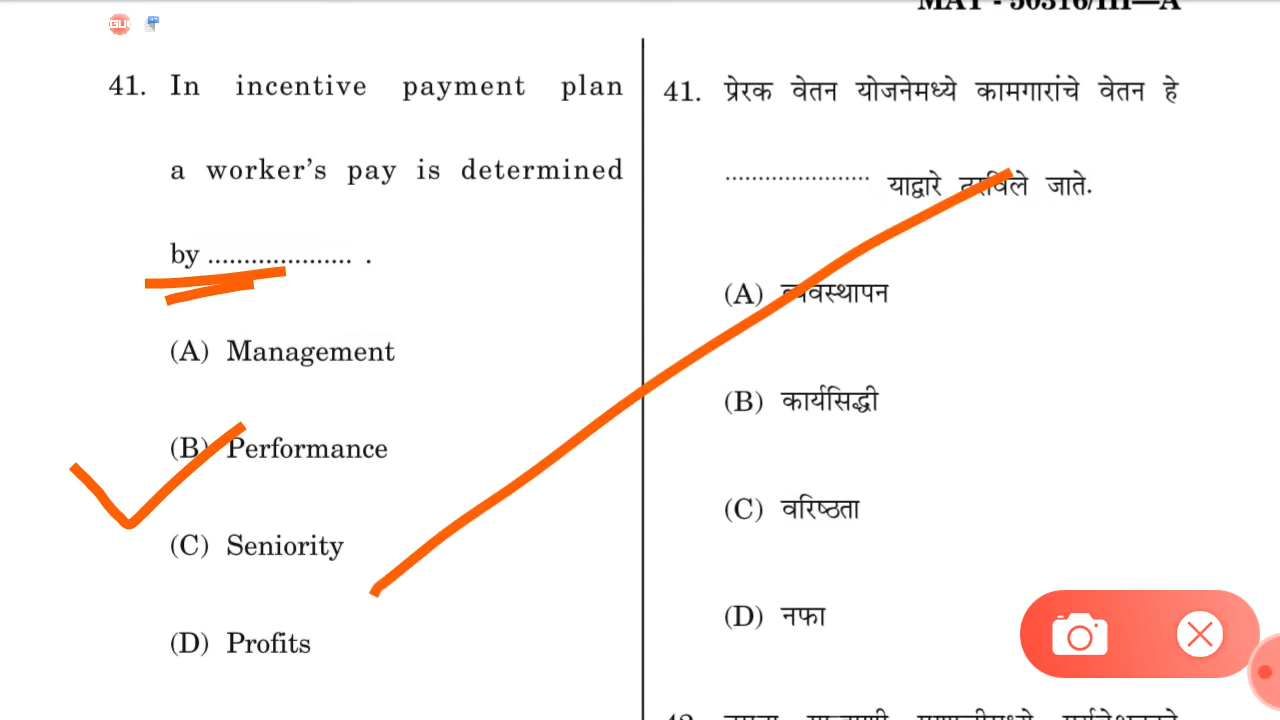 MAT - 50316/III—A
41. In incentive payment plan
a worker's pay is determined
by .................... .
(A) Management
(B) Performance
(C) Seniority
(D) Profits
41. प्रेरक वेतन योजनेमध्ये कामगारांचे वेतन हे
...................... याद्वारे ठरविले जाते.
(A) व्यवस्थापन
(B) कार्यसिद्धी
(C) वरिष्ठता
(D) नफा